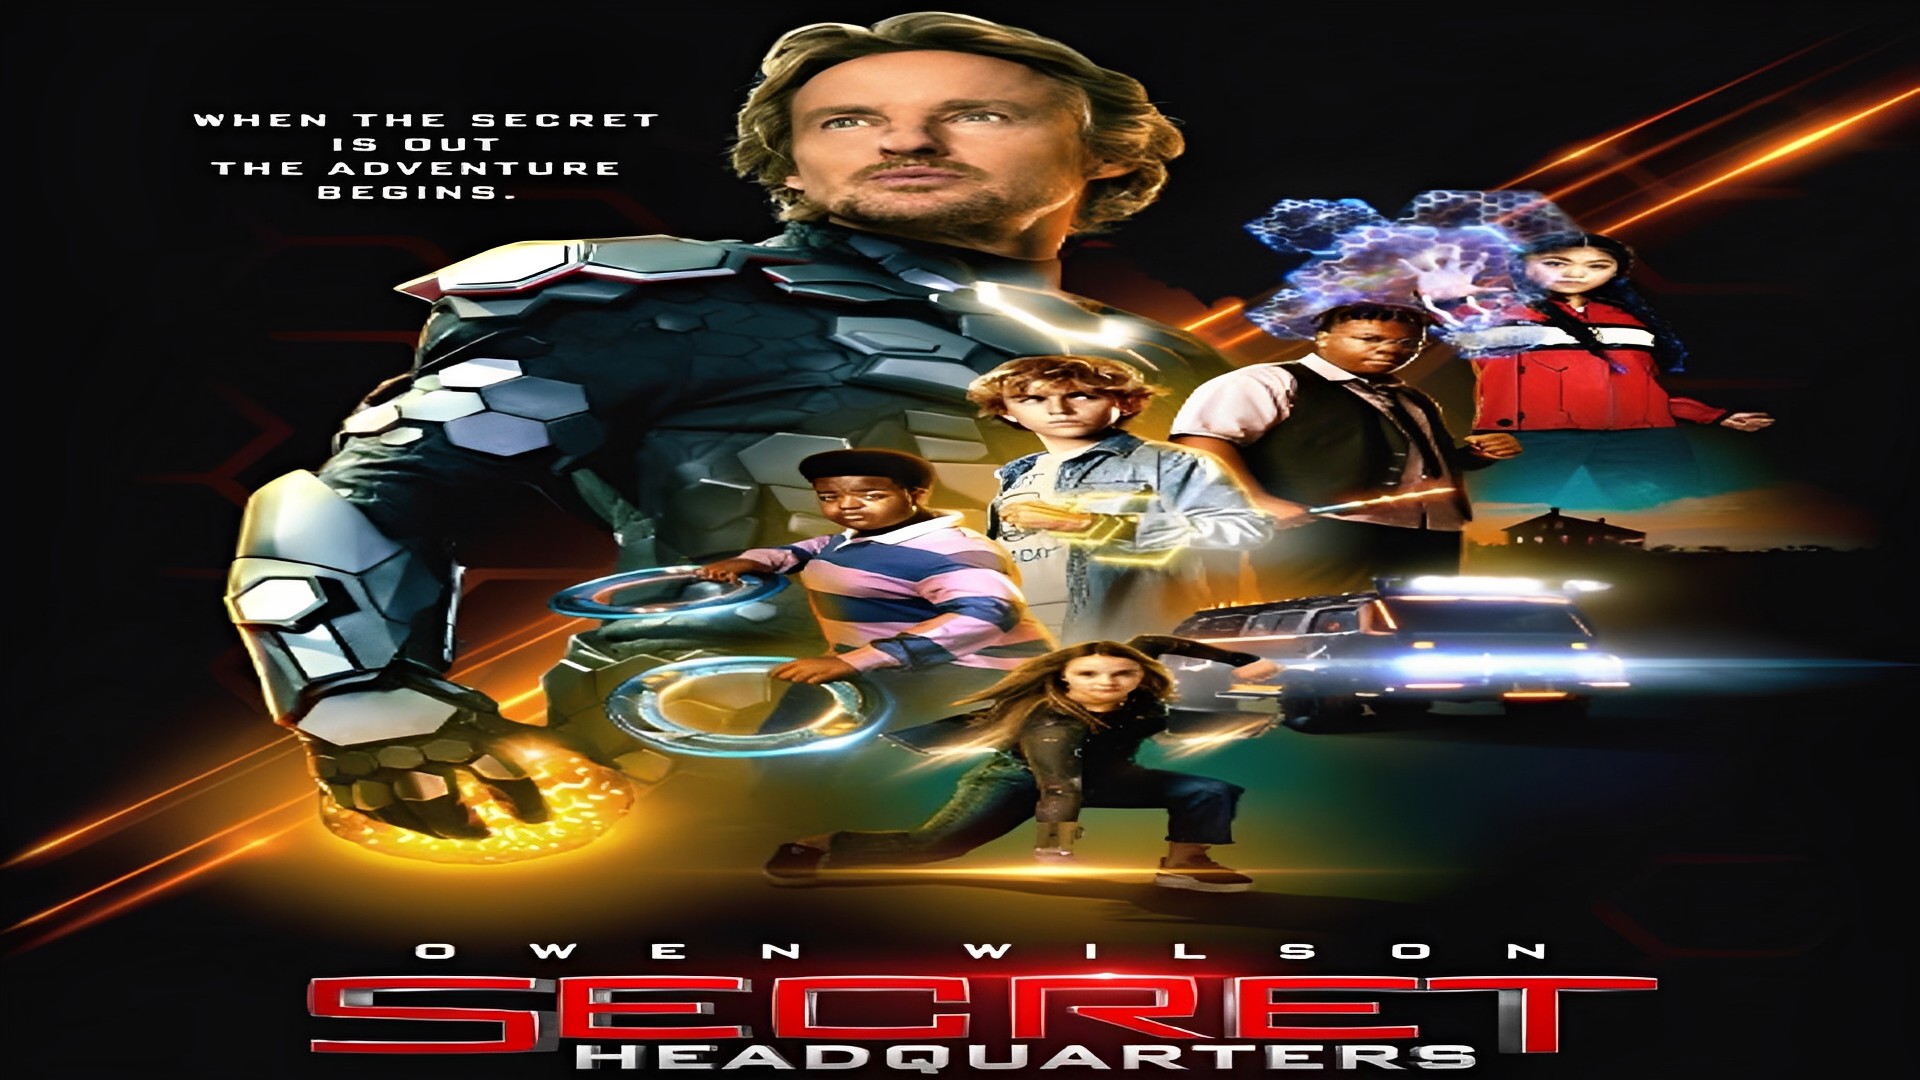 WHEN THE SECRET
IS OUT
THE ADVENTURE
BEGINS.
OWEN WILSON
SECRET
HEADQUARTERS